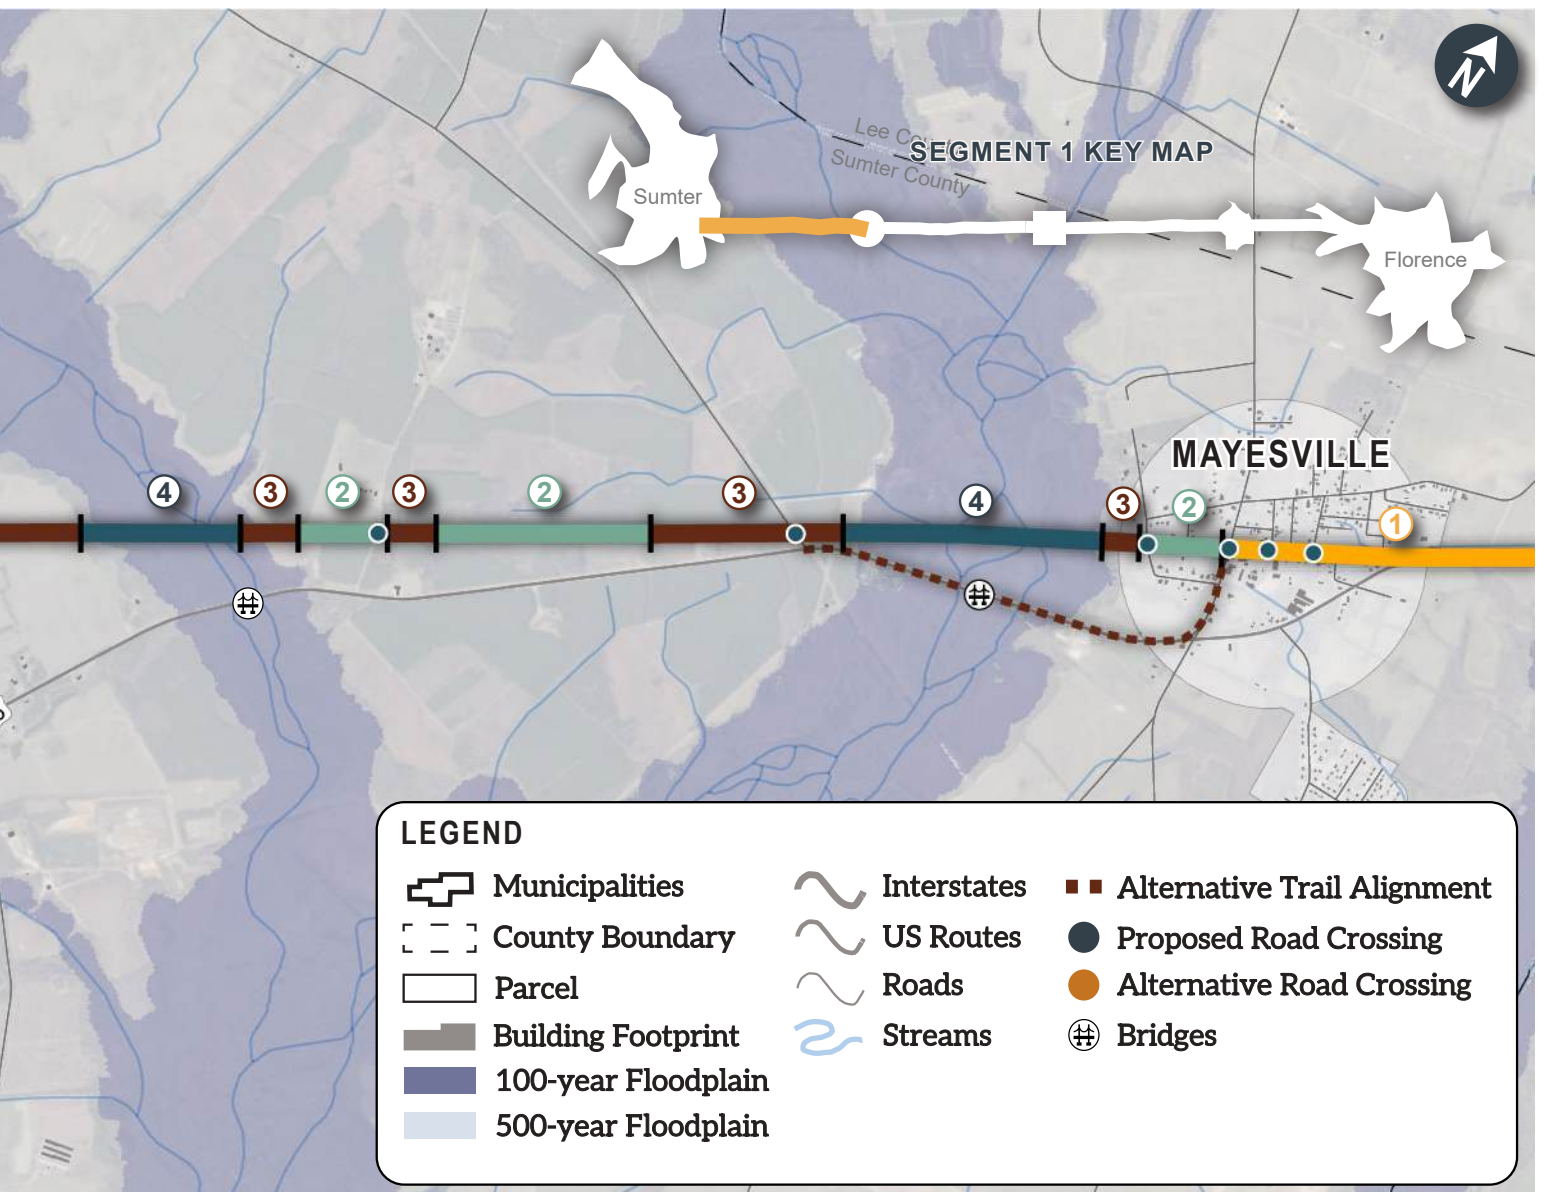 N
Lee County
SEGMENT 1 KEY MAP
Sumter County
Sumter
Florence
MAYESVILLE
4
3
2
3
2
3
4
3
2
1
LEGEND
Municipalities
County Boundary
Parcel
Building Footprint
100-year Floodplain
500-year Floodplain
Interstates
US Routes
Roads
Streams
Alternative Trail Alignment
Proposed Road Crossing
Alternative Road Crossing
Bridges